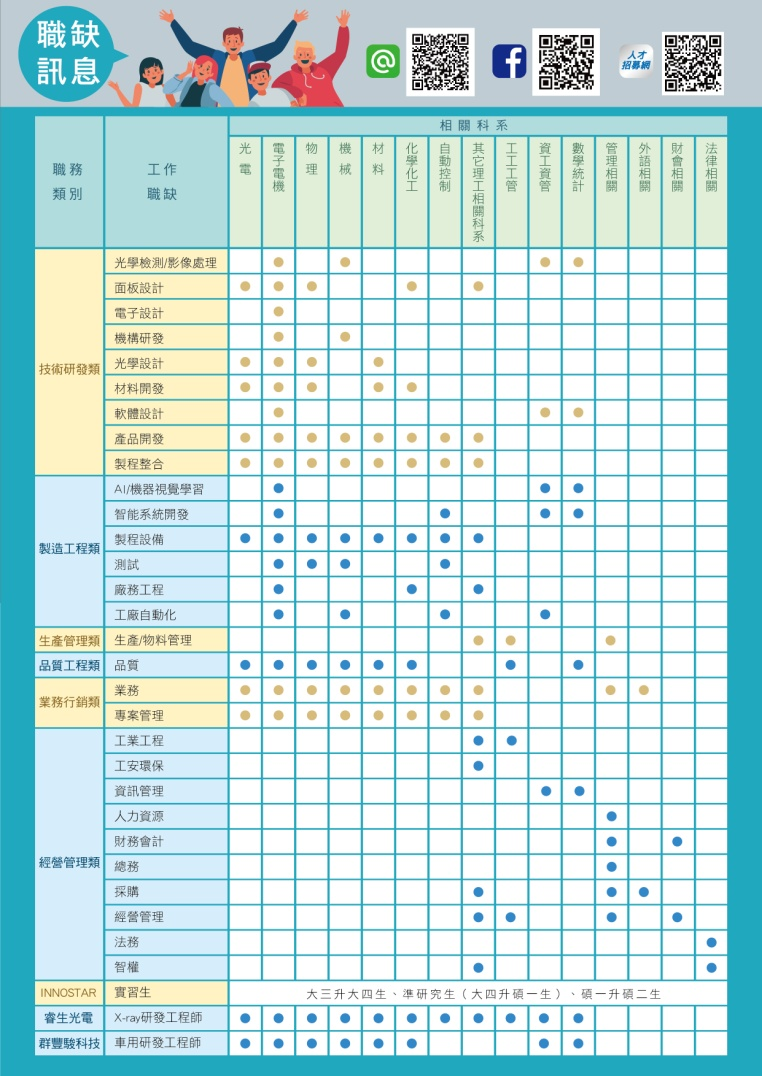 職缺
訊息
@
f
人才
招募網
職務
類別
工作
職缺
相關科系
光電
電子電機
物理
機械
材料
化學化工
自動控制
其它理工相關科系
工工工管
資工資管
數學統計
管理相關
外語相關
財會相關
法律相關
技術研發類
光學檢測/影像處理
面板設計
電子設計
機構研發
光學設計
材料開發
軟體設計
產品開發
製程整合
製造工程類
AI/機器視覺學習
智能系統開發
製程設備
測試
廠務工程
工廠自動化
生產管理類
生產/物料管理
品質工程類
品質
業務行銷類
業務
專案管理
經營管理類
工業工程
工安環保
資訊管理
人力資源
財務會計
總務
採購
經營管理
法務
智權
INNOSTAR
實習生
大三升大四生、準研究生(大四升碩一生)、碩一升碩二生
睿生光電
X-ray研發工程師
群豐駿科技
車用研發工程師